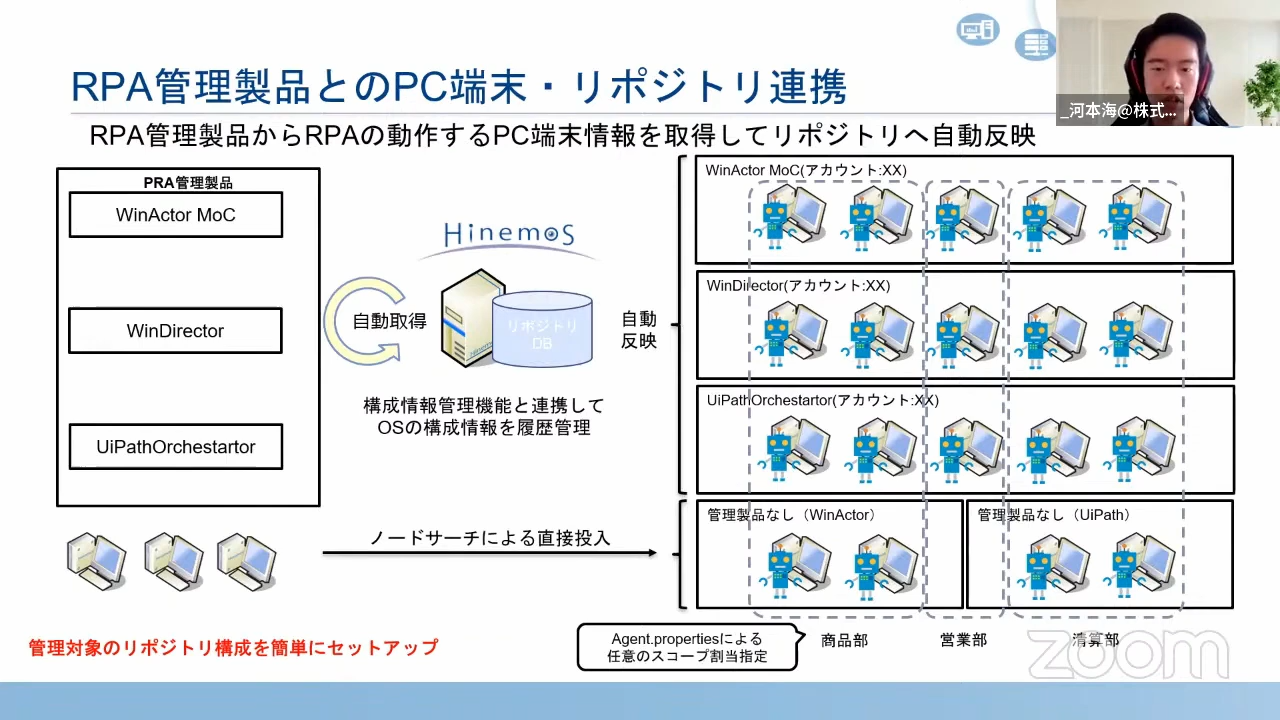 RPA管理製品とのPC端末・リポジトリ連携
_河本海@株式...
RPA管理製品からRPAの動作するPC端末情報を取得してリポジトリへ自動反映
PRA管理製品
WinActor MoC
WinDirector
UiPathOrchestartor
Hinemos
自動取得
リポジトリ
DB
Hinemos
構成情報管理機能と連携して
OSの構成情報を履歴管理
自動
反映
WinActor MoC(アカウント:XX)
WinDirector(アカウント:XX)
UiPathOrchestartor(アカウント:XX)
管理製品なし（WinActor）
管理製品なし（UiPath）
ノードサーチによる直接投入
管理対象のリポジトリ構成を簡単にセットアップ
Agent.propertiesによる
任意のスコープ割当指定
商品部
営業部
清算部
zoom